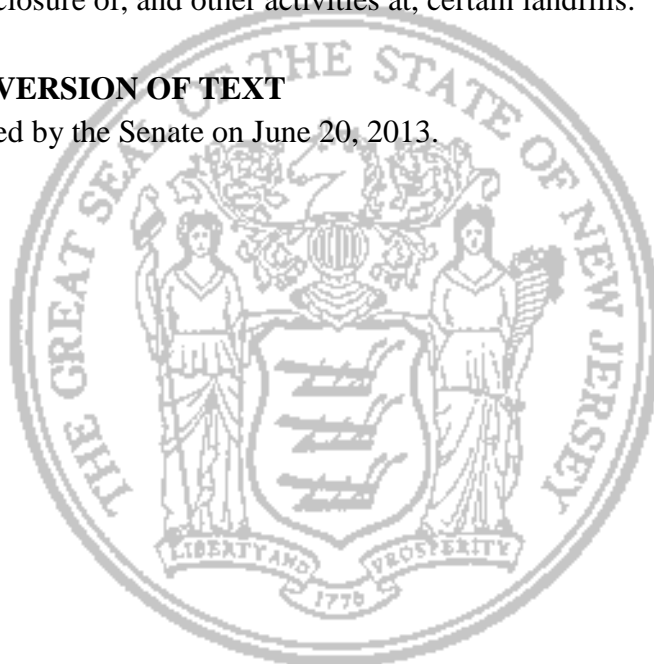 closure of, and other activities at, certain landfills.
VERSION OF TEXT
ed by the Senate on June 20, 2013.
THE GREAT SEAL OF THE STATE OF NEW JERSEY
LIBERTY AND
PROSPERITY
1776